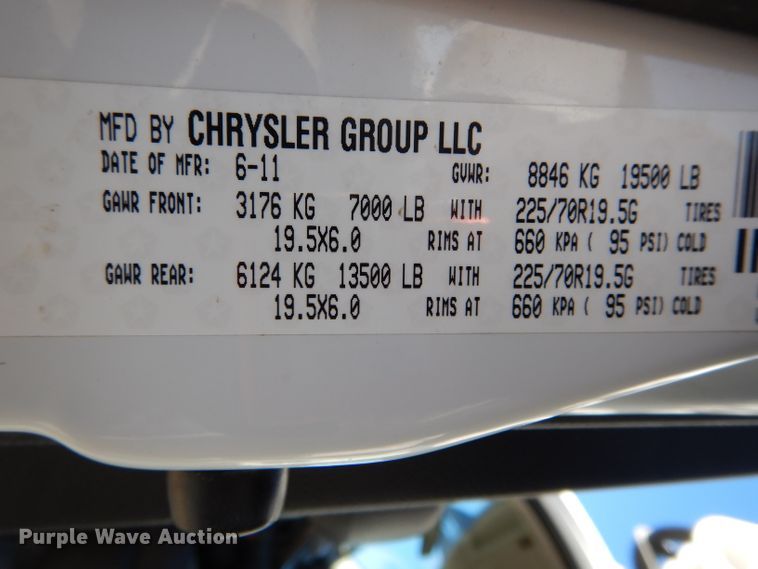 MFD BY CHRYSLER GROUP LLC
DATE OF MFR: 6-11 GVWR: 8846 KG 19500 LB
GAWR FRONT: 3176 KG 7000 LB WITH 225/70R19.5G TIRES
19.5X6.0 RIMS AT 660 KPA ( 95 PSI) COLD
GAWR REAR: 6124 KG 13500 LB WITH 225/70R19.5G TIRES
19.5X6.0 RIMS AT 660 KPA ( 95 PSI) COLD
Purple Wave Auction®